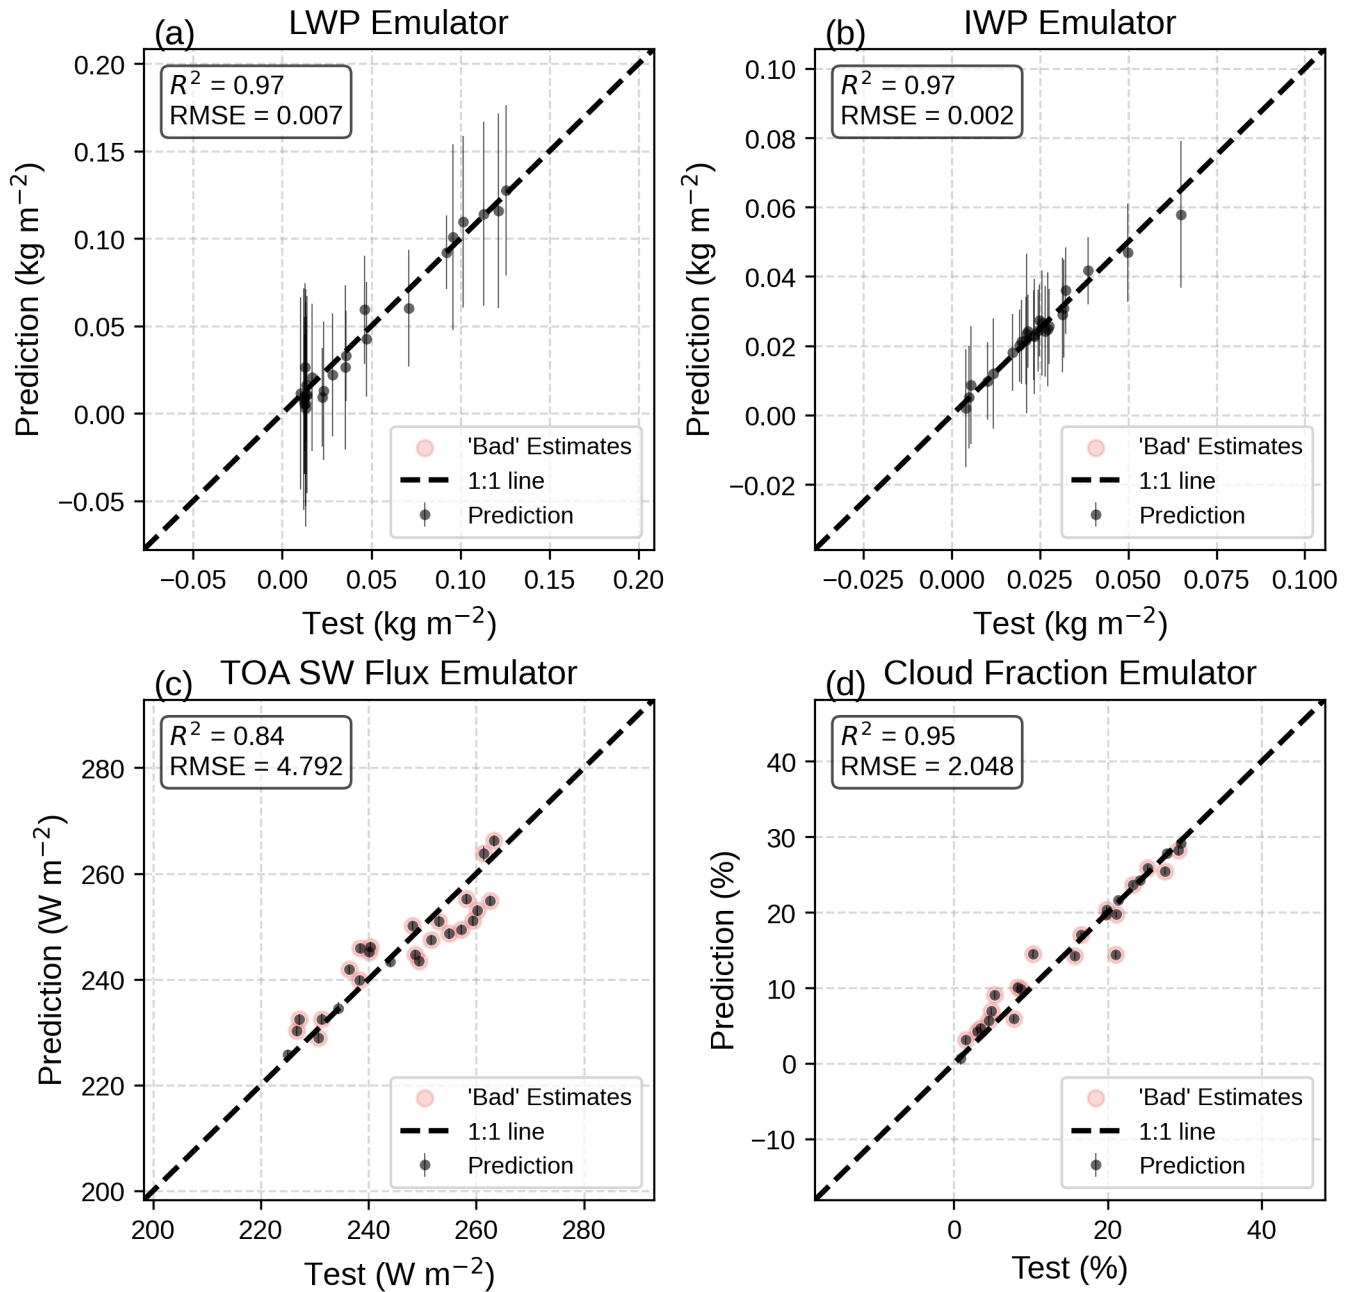 (a) LWP Emulator
R² = 0.97
RMSE = 0.007
Prediction (kg m⁻²)
0.20
0.15
0.10
0.05
0.00
−0.05
'Bad' Estimates
1:1 line
Prediction
−0.05 0.00 0.05 0.10 0.15 0.20
Test (kg m⁻²)
(b) IWP Emulator
R² = 0.97
RMSE = 0.002
Prediction (kg m⁻²)
0.10
0.08
0.06
0.04
0.02
0.00
−0.02
'Bad' Estimates
1:1 line
Prediction
−0.025 0.000 0.025 0.050 0.075 0.100
Test (kg m⁻²)
(c) TOA SW Flux Emulator
R² = 0.84
RMSE = 4.792
Prediction (W m⁻²)
280
260
240
220
200
'Bad' Estimates
1:1 line
Prediction
200 220 240 260 280
Test (W m⁻²)
(d) Cloud Fraction Emulator
R² = 0.95
RMSE = 2.048
Prediction (%)
40
30
20
10
0
−10
'Bad' Estimates
1:1 line
Prediction
0 20 40
Test (%)